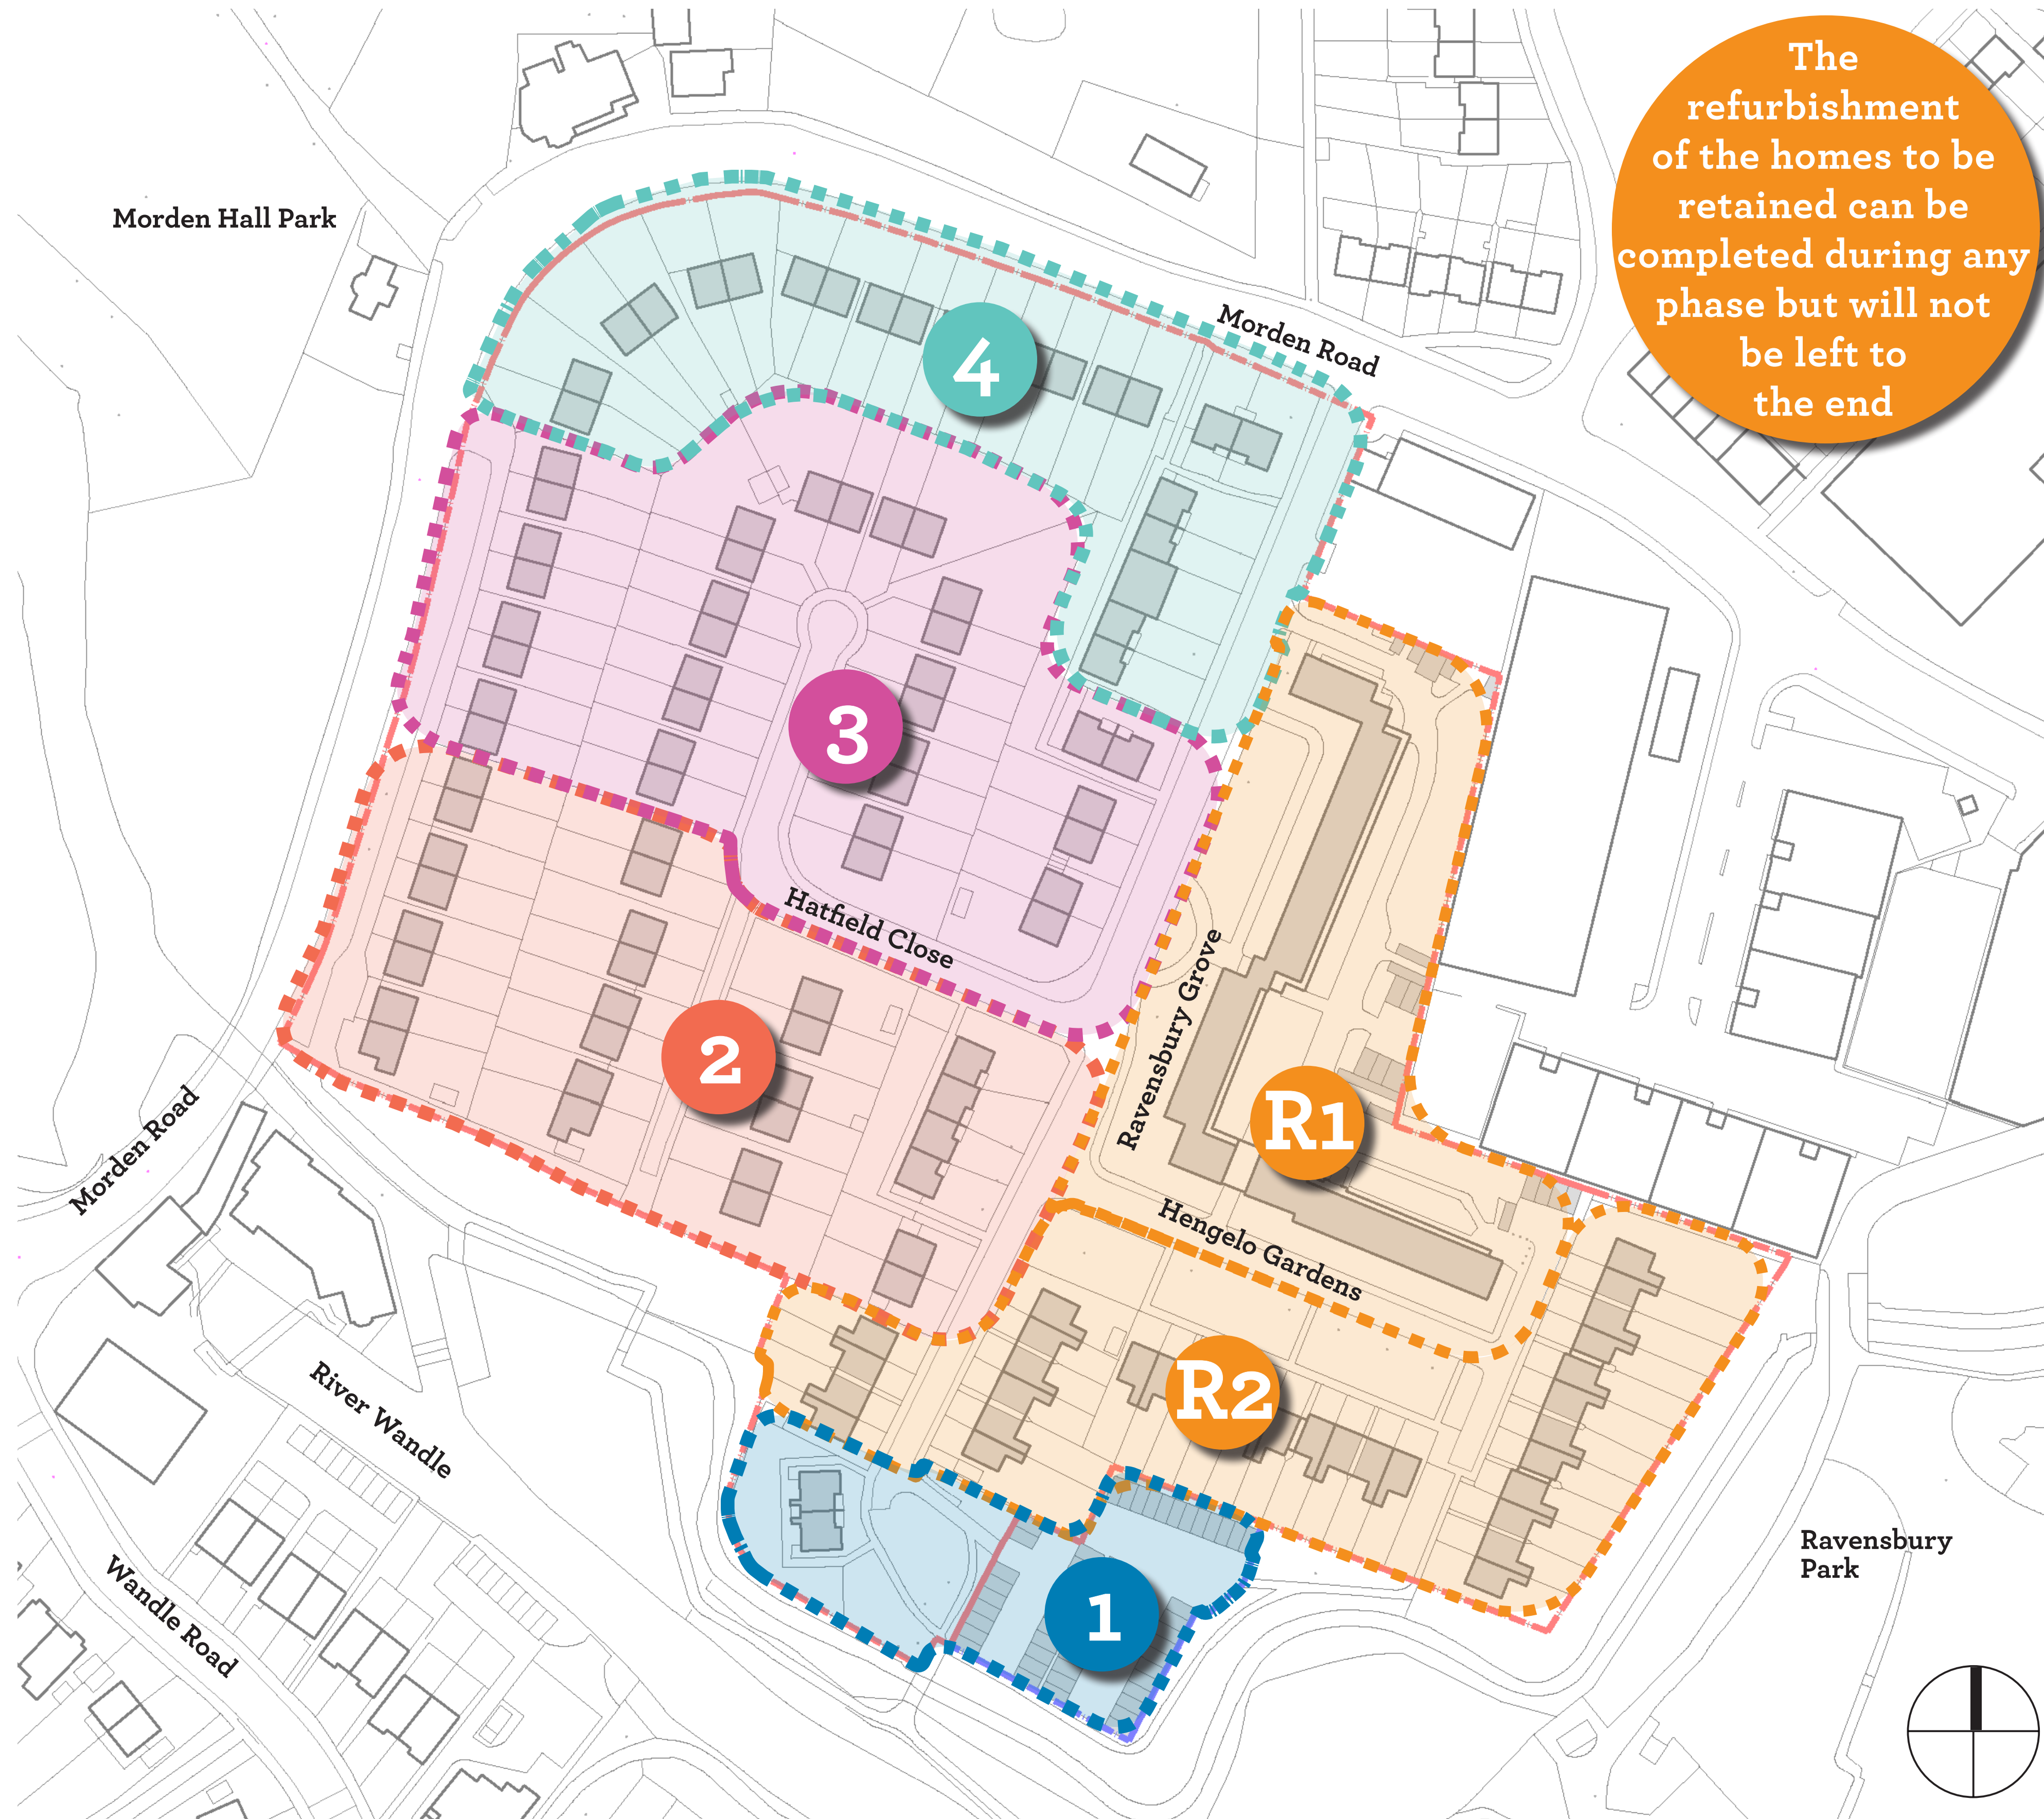 The
refurbishment
of the homes to be
retained can be
completed during any
phase but will not
be left to
the end
Morden Hall Park
Morden Road
4
3
Hatfield Close
Ravensbury Grove
2
R1
Morden Road
Hengelo Gardens
R2
River Wandle
Ravensbury
Park
1
Wandle Road